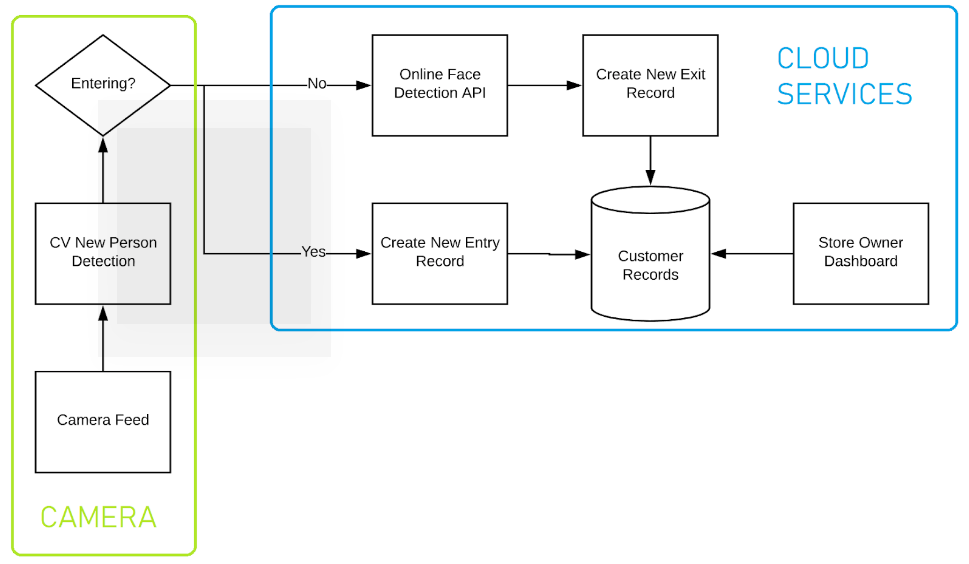 Entering?
No
Online Face
Detection API
Create New Exit
Record
CLOUD
SERVICES
CV New Person
Detection
Yes
Create New Entry
Record
Customer
Records
Store Owner
Dashboard
Camera Feed
CAMERA